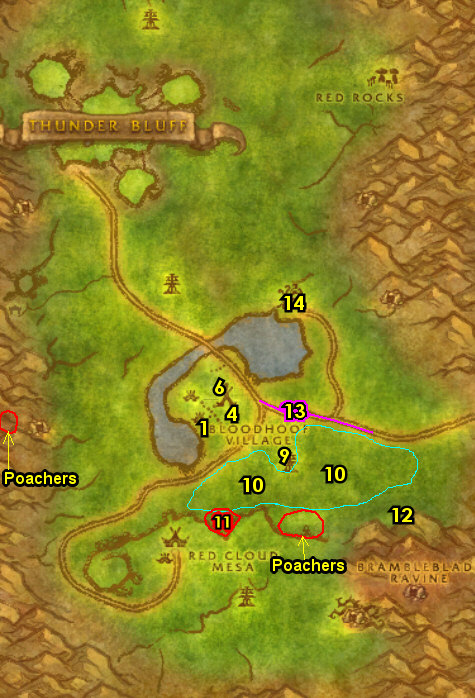 RED ROCKS
THUNDER BLUFF
14
6
13
4
1
BLOODHOOF
VILLAGE
9
Poachers
10
10
12
11
RED CLOUD
MESA
Poachers
BRAMBLEBLAD
RAVINE